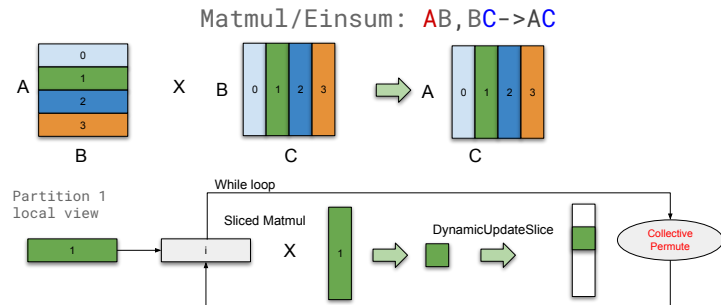 Matmul/Einsum: AB,BC->AC
0
A
1
2
3
B
X
B
0 1 2 3
C
A
0 1 2 3
C
Partition 1
local view
While loop
1
i
Sliced Matmul
X
1
DynamicUpdateSlice
Collective
Permute